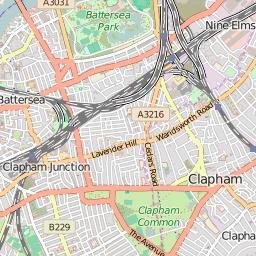 A3031
Battersea
Park
Nine Elms
Battersea
A3216
Wandsworth Road
Lavender Hill
Cedars Road
Clapham Junction
Clapham
Clapham
Common
B229
The Avenue
Clapha